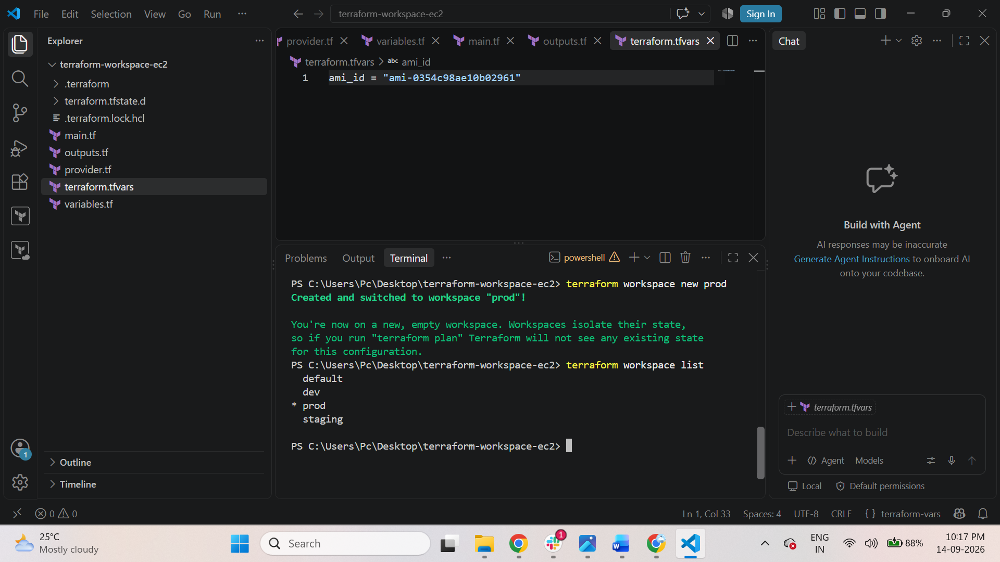 File Edit Selection View Go Run ···
terraform-workspace-ec2
Sign In
Explorer
terraform-workspace-ec2
.terraform
terraform.tfstate.d
.terraform.lock.hcl
main.tf
outputs.tf
provider.tf
terraform.tfvars
variables.tf
Outline
Timeline
provider.tf variables.tf main.tf outputs.tf terraform.tfvars
terraform.tfvars > abc ami_id
1 ami_id = "ami-0354c98ae10b02961"
Problems Output Terminal ··· powershell
PS C:\Users\Pc\Desktop\terraform-workspace-ec2> terraform workspace new prod
Created and switched to workspace "prod"!
You're now on a new, empty workspace. Workspaces isolate their state,
so if you run "terraform plan" Terraform will not see any existing state
for this configuration.
PS C:\Users\Pc\Desktop\terraform-workspace-ec2> terraform workspace list
default
dev
* prod
staging
PS C:\Users\Pc\Desktop\terraform-workspace-ec2>
Chat
Build with Agent
AI responses may be inaccurate
Generate Agent Instructions to onboard AI
onto your codebase.
terraform.tfvars
Describe what to build
Agent Models
Local Default permissions
1
0 0
Ln 1, Col 33 Spaces: 4 UTF-8 CRLF { } terraform-vars
25°C
Mostly cloudy
Search
1
W
ENG
IN
88%
10:17 PM
14-09-2026